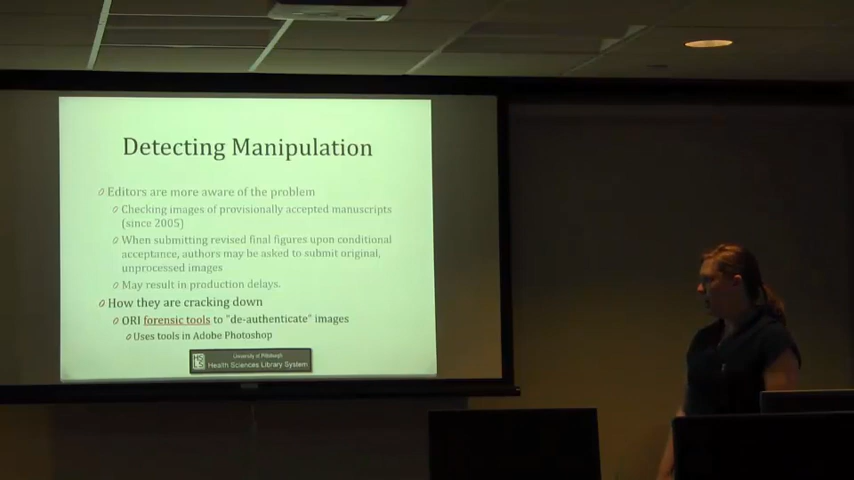 Detecting Manipulation
Editors are more aware of the problem
Checking images of provisionally accepted manuscripts
(since 2005)
When submitting revised final figures upon conditional
acceptance, authors may be asked to submit original,
unprocessed images
May result in production delays.
How they are cracking down
ORI forensic tools to "de-authenticate" images
Uses tools in Adobe Photoshop
University of Pittsburgh
Health Sciences Library System